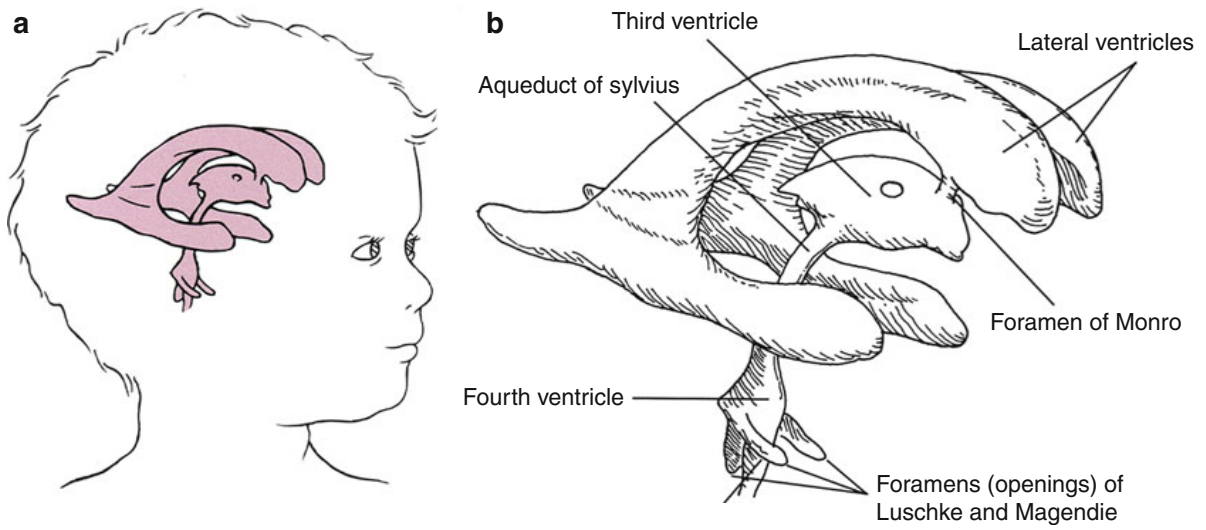 a
b
Third ventricle
Lateral ventricles
Aqueduct of sylvius
Foramen of Monro
Fourth ventricle
Foramens (openings) of
Luschke and Magendie